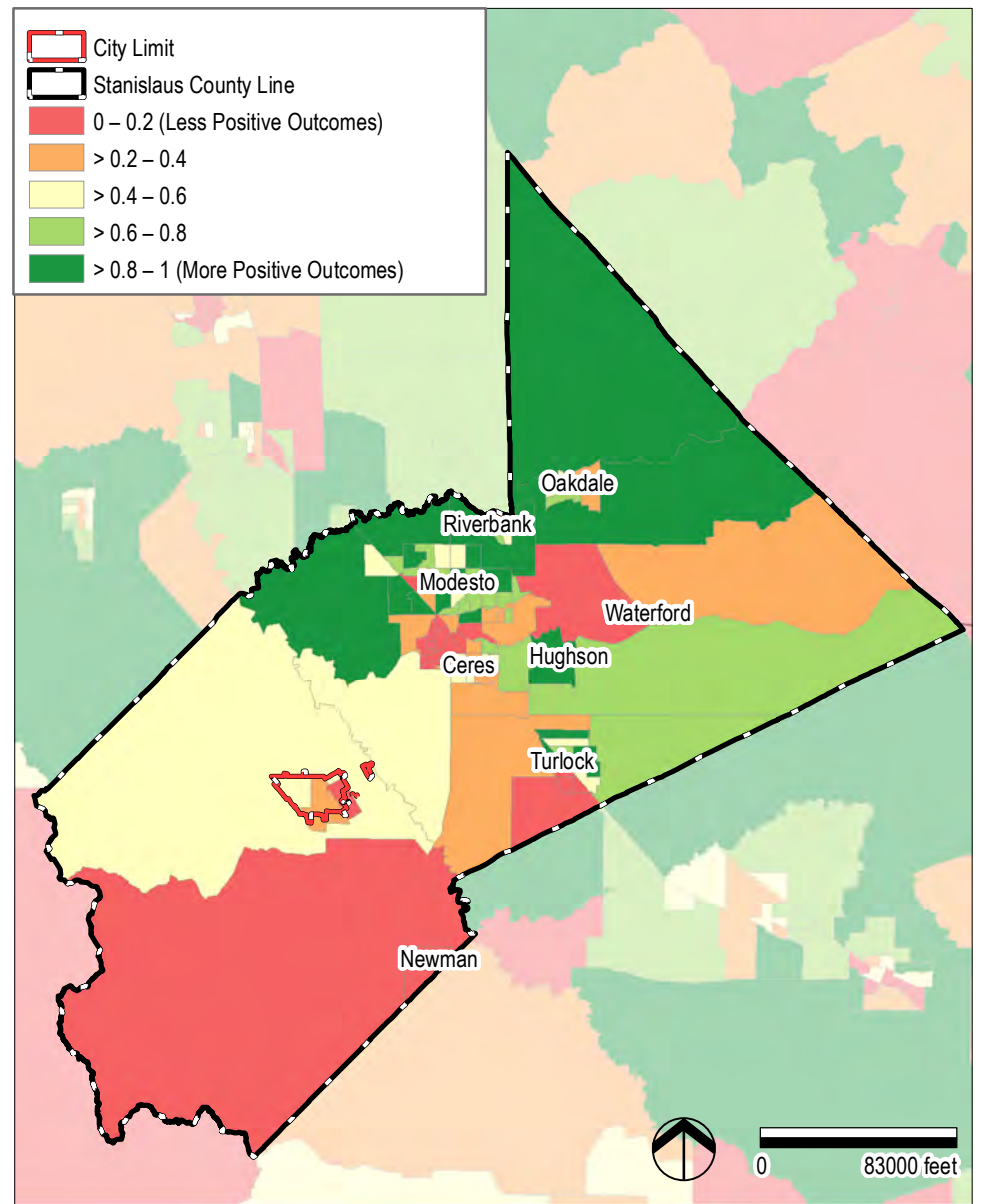 City Limit
Stanislaus County Line
0 – 0.2 (Less Positive Outcomes)
> 0.2 – 0.4
> 0.4 – 0.6
> 0.6 – 0.8
> 0.8 – 1 (More Positive Outcomes)
Oakdale
Riverbank
Modesto
Waterford
Hughson
Ceres
Turlock
Newman
0 83000 feet